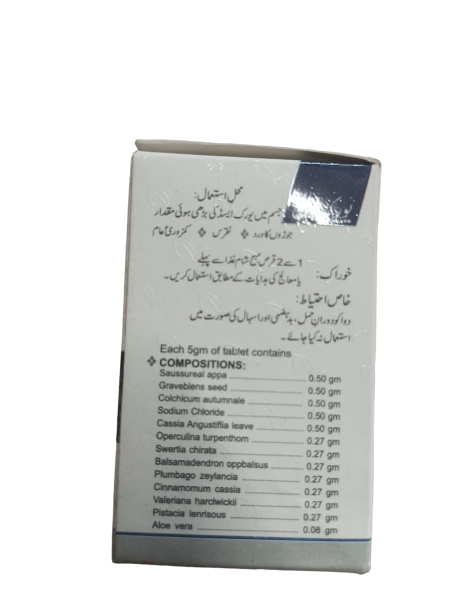 محل استعمال:
جسم میں یورک ایسڈ کی بڑھی ہوئی مقدار
جوڑوں کا درد ❖ نقرس ❖ کمزوری عام
خوراک: 1 سے 2 قرص صبح شام غذا سے پہلے
یا معالج کی ہدایات کے مطابق استعمال کریں۔
خاص احتیاط:
دوا کو دوران حمل، بدہضمی اور اسہال کی صورت میں
استعمال نہ کیا جائے۔
Each 5gm of tablet contains
❖ COMPOSITIONS:
Saussureal appa ........ 0.50 gm
Gravebiens seed ........ 0.50 gm
Colchicum autumnale ........ 0.50 gm
Sodium Chloride ........ 0.50 gm
Cassia Angustiflia leave ........ 0.50 gm
Operculina turpenthom ........ 0.27 gm
Swertia chirata ........ 0.27 gm
Balsamadendron oppbalsus ........ 0.27 gm
Plumbago zeylancia ........ 0.27 gm
Cinnamomum cassia ........ 0.27 gm
Valeriana harclwickii ........ 0.27 gm
Pistacia lenrisous ........ 0.27 gm
Aloe vera ........ 0.08 gm